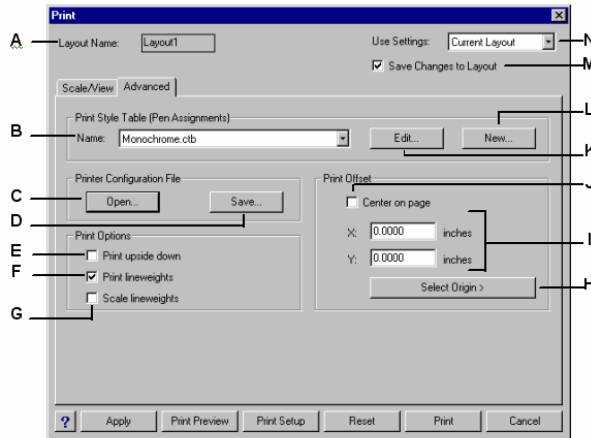 Print
A Layout Name: Layout1 Use Settings: Current Layout N
Save Changes to Layout M
Scale/View Advanced
L
Print Style Table (Pen Assignments)
B Name: Monochrome.ctb Edit... New...
K
Printer Configuration File Print Offset J
C Open... Save... Center on page
D
Print Options X: 0.0000 inches
E Print upside down I
F Print lineweights Y: 0.0000 inches
G Scale lineweights Select Origin > H
? Apply Print Preview Print Setup Reset Print Cancel